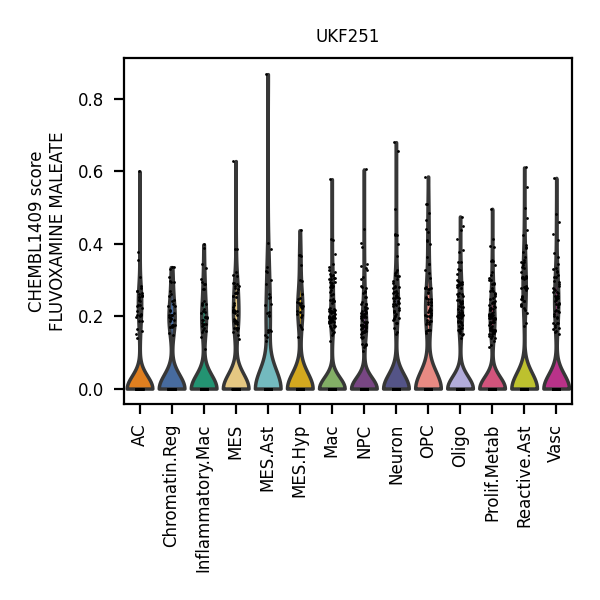 UKF251
CHEMBL1409 score
FLUVOXAMINE MALEATE
0.8
0.6
0.4
0.2
0.0
AC
Chromatin.Reg
Inflammatory.Mac
MES
MES.Ast
MES.Hyp
Mac
NPC
Neuron
OPC
Oligo
Prolif.Metab
Reactive.Ast
Vasc